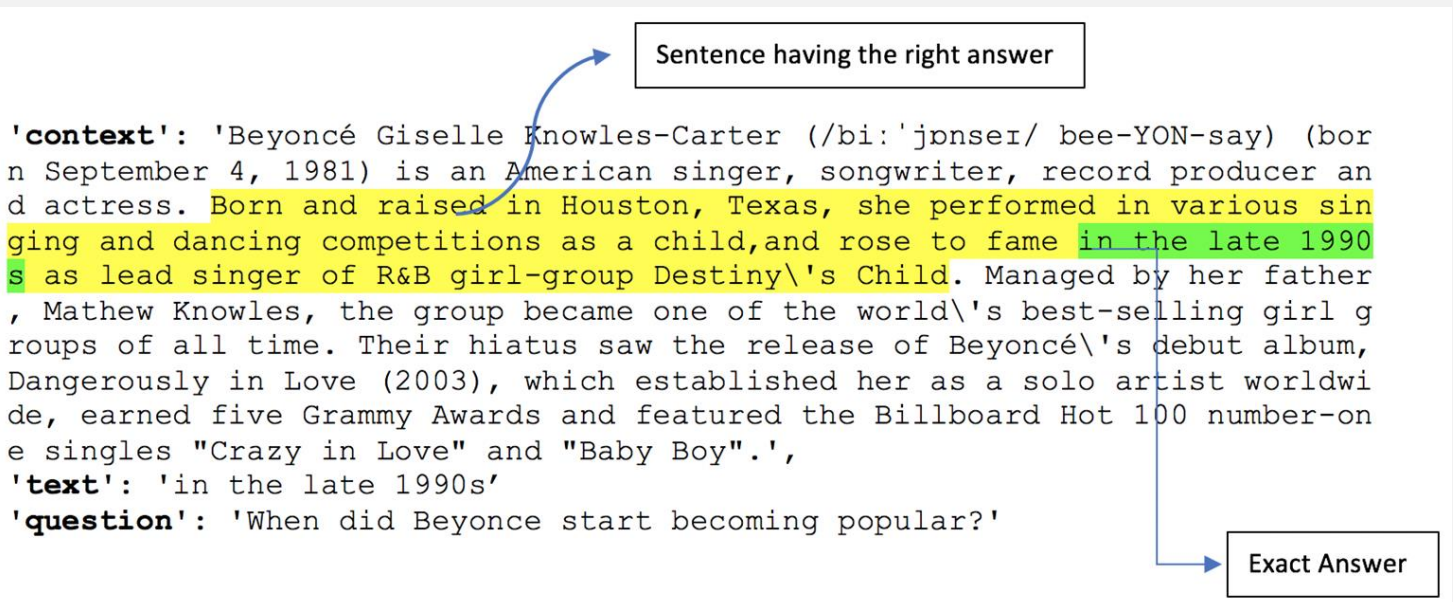 Sentence having the right answer
'context': 'Beyoncé Giselle Knowles-Carter (/biːˈjɒnseɪ/ bee-YON-say) (bor
n September 4, 1981) is an American singer, songwriter, record producer an
d actress. Born and raised in Houston, Texas, she performed in various sin
ging and dancing competitions as a child,and rose to fame in the late 1990
s as lead singer of R&B girl-group Destiny\'s Child. Managed by her father
, Mathew Knowles, the group became one of the world\'s best-selling girl g
roups of all time. Their hiatus saw the release of Beyoncé\'s debut album,
Dangerously in Love (2003), which established her as a solo artist worldwi
de, earned five Grammy Awards and featured the Billboard Hot 100 number-on
e singles "Crazy in Love" and "Baby Boy".',
'text': 'in the late 1990s’
'question': 'When did Beyonce start becoming popular?'
Exact Answer